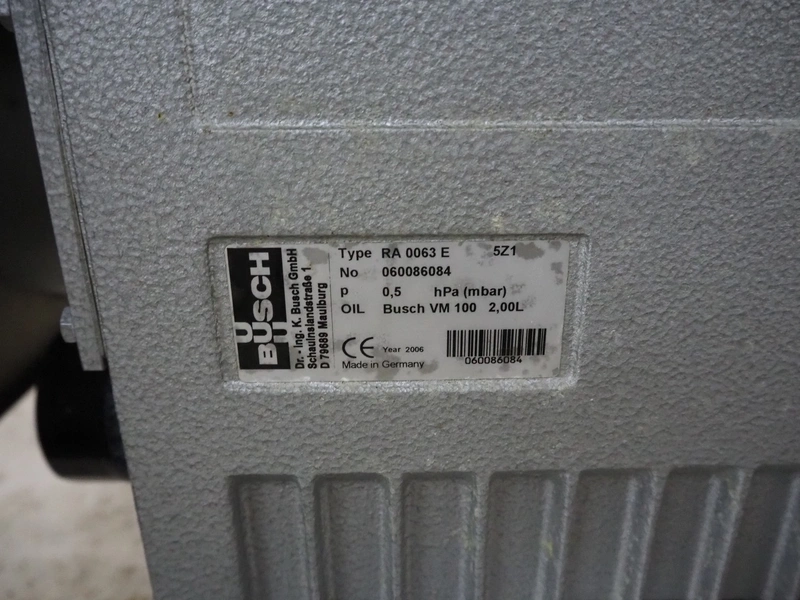 BUSCH
Dr. - Ing. K. Busch GmbH
Schauinslandstraße 1
D 79689 Maulburg
Type RA 0063 E 5Z1
No 060086084
p 0,5 hPa (mbar)
OIL Busch VM 100 2,00L
CE Year 2006
Made in Germany
060086084